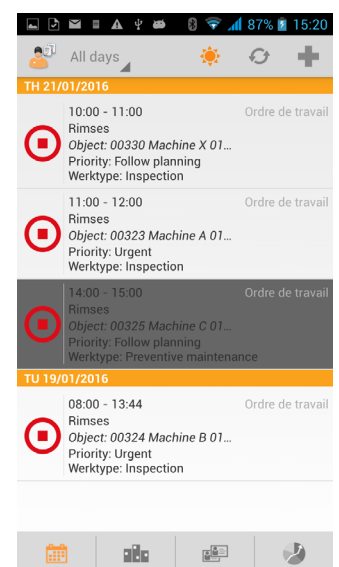 87% 15:20
All days
TH 21/01/2016
10:00 - 11:00 Ordre de travail
Rimses
Object: 00330 Machine X 01...
Priority: Follow planning
Werktype: Inspection
11:00 - 12:00 Ordre de travail
Rimses
Object: 00323 Machine A 01...
Priority: Urgent
Werktype: Inspection
14:00 - 15:00 Ordre de travail
Rimses
Object: 00325 Machine C 01...
Priority: Follow planning
Werktype: Preventive maintenance
TU 19/01/2016
08:00 - 13:44 Ordre de travail
Rimses
Object: 00324 Machine B 01...
Priority: Urgent
Werktype: Inspection